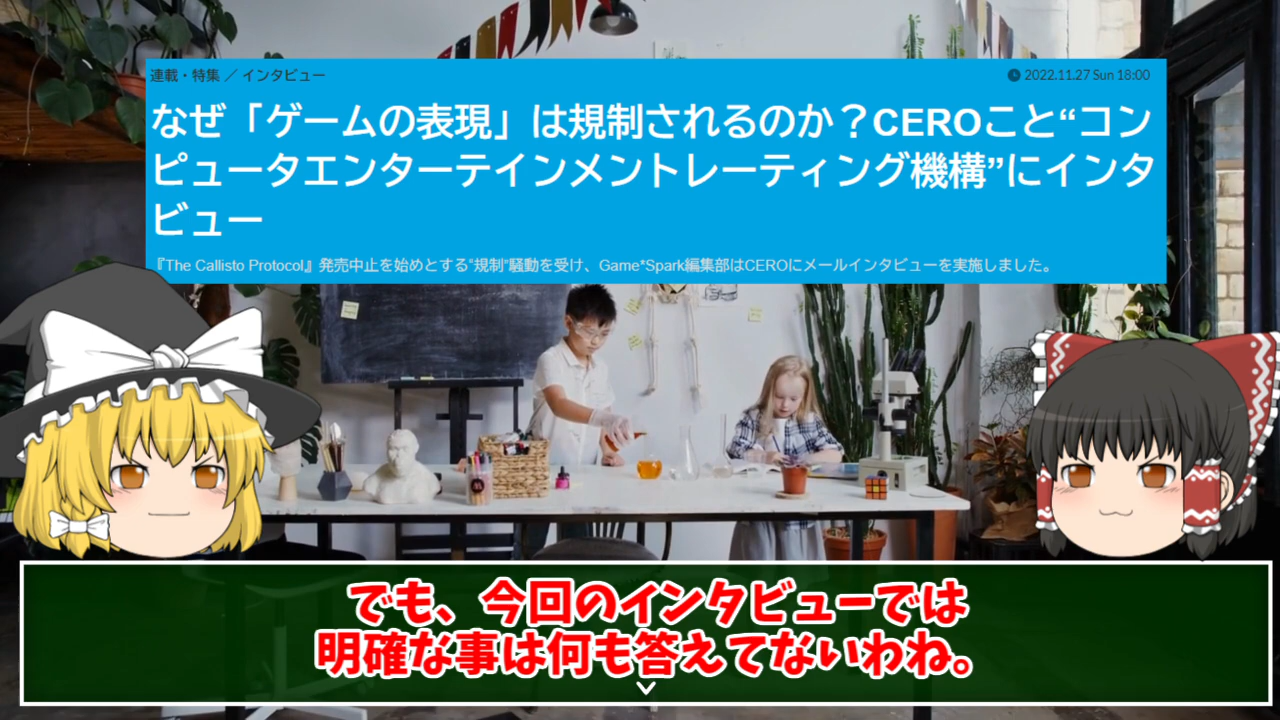 連載・特集 ／ インタビュー
2022.11.27 Sun 18:00
なぜ「ゲームの表現」は規制されるのか？CEROこと“コン
ピュータエンターテインメントレーティング機構”にインタ
ビュー
『The Callisto Protocol』発売中止を始めとする“規制”騒動を受け、Game*Spark編集部はCEROにメールインタビューを実施しました。
でも、今回のインタビューでは
明確な事は何も答えてないわね。